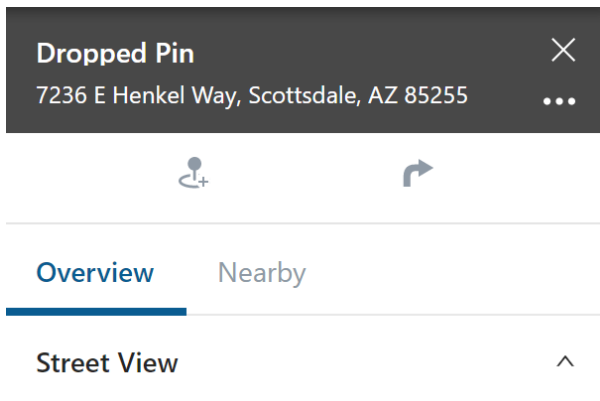 Dropped Pin
7236 E Henkel Way, Scottsdale, AZ 85255
Overview Nearby
Street View